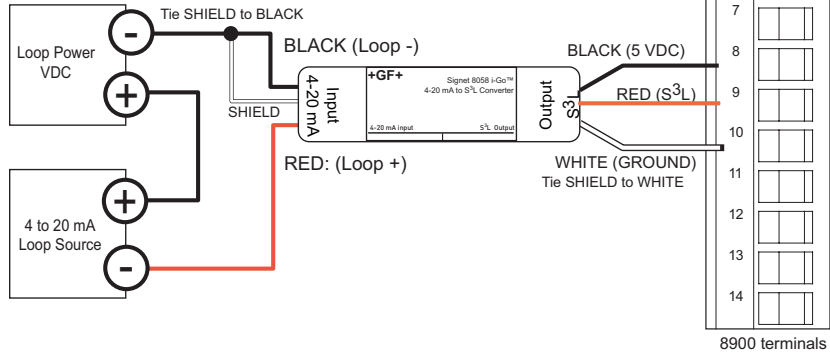 Tie SHIELD to BLACK
Loop Power
VDC
-
+
BLACK (Loop -)
SHIELD
RED: (Loop +)
4 to 20 mA
Loop Source
+
-
Input
4-20 mA
+GF+
Signet 8058 i-Go™
4-20 mA to S³L Converter
4-20 mA input
S³L Output
Output
S³L
BLACK (5 VDC)
RED (S³L)
WHITE (GROUND)
Tie SHIELD to WHITE
7
8
9
10
11
12
13
14
8900 terminals